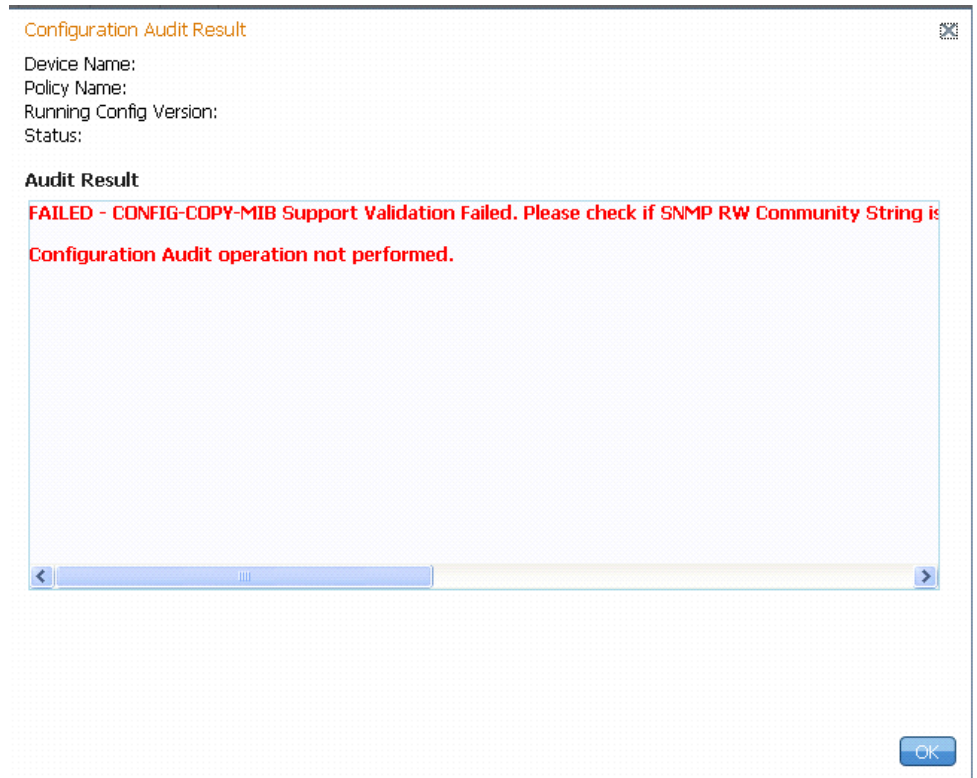 Configuration Audit Result
Device Name:
Policy Name:
Running Config Version:
Status:
Audit Result
FAILED - CONFIG-COPY-MIB Support Validation Failed. Please check if SNMP RW Community String is
Configuration Audit operation not performed.
OK